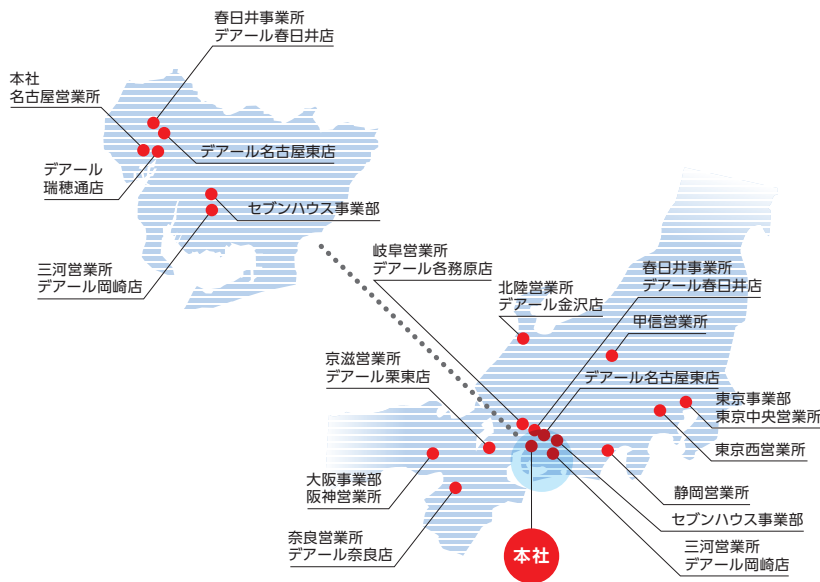 春日井事業所
デアール春日井店
本社
名古屋営業所
デアール名古屋東店
デアール
瑞穂通店
セブンハウス事業部
三河営業所
デアール岡崎店
岐阜営業所
デアール各務原店
北陸営業所
デアール金沢店
春日井事業所
デアール春日井店
甲信営業所
京滋営業所
デアール栗東店
デアール名古屋東店
東京事業部
東京中央営業所
東京西営業所
大阪事業部
阪神営業所
静岡営業所
セブンハウス事業部
奈良営業所
デアール奈良店
本社
三河営業所
デアール岡崎店